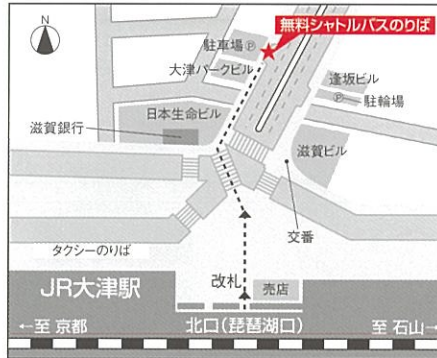 N
無料シャトルバスのりば
駐車場Ⓟ
大津パークビル
逢坂ビル
Ⓟ
駐輪場
日本生命ビル
滋賀銀行
滋賀ビル
交番
タクシーのりば
改札
売店
JR大津駅
←至 京都
北口(琵琶湖口)
至 石山→